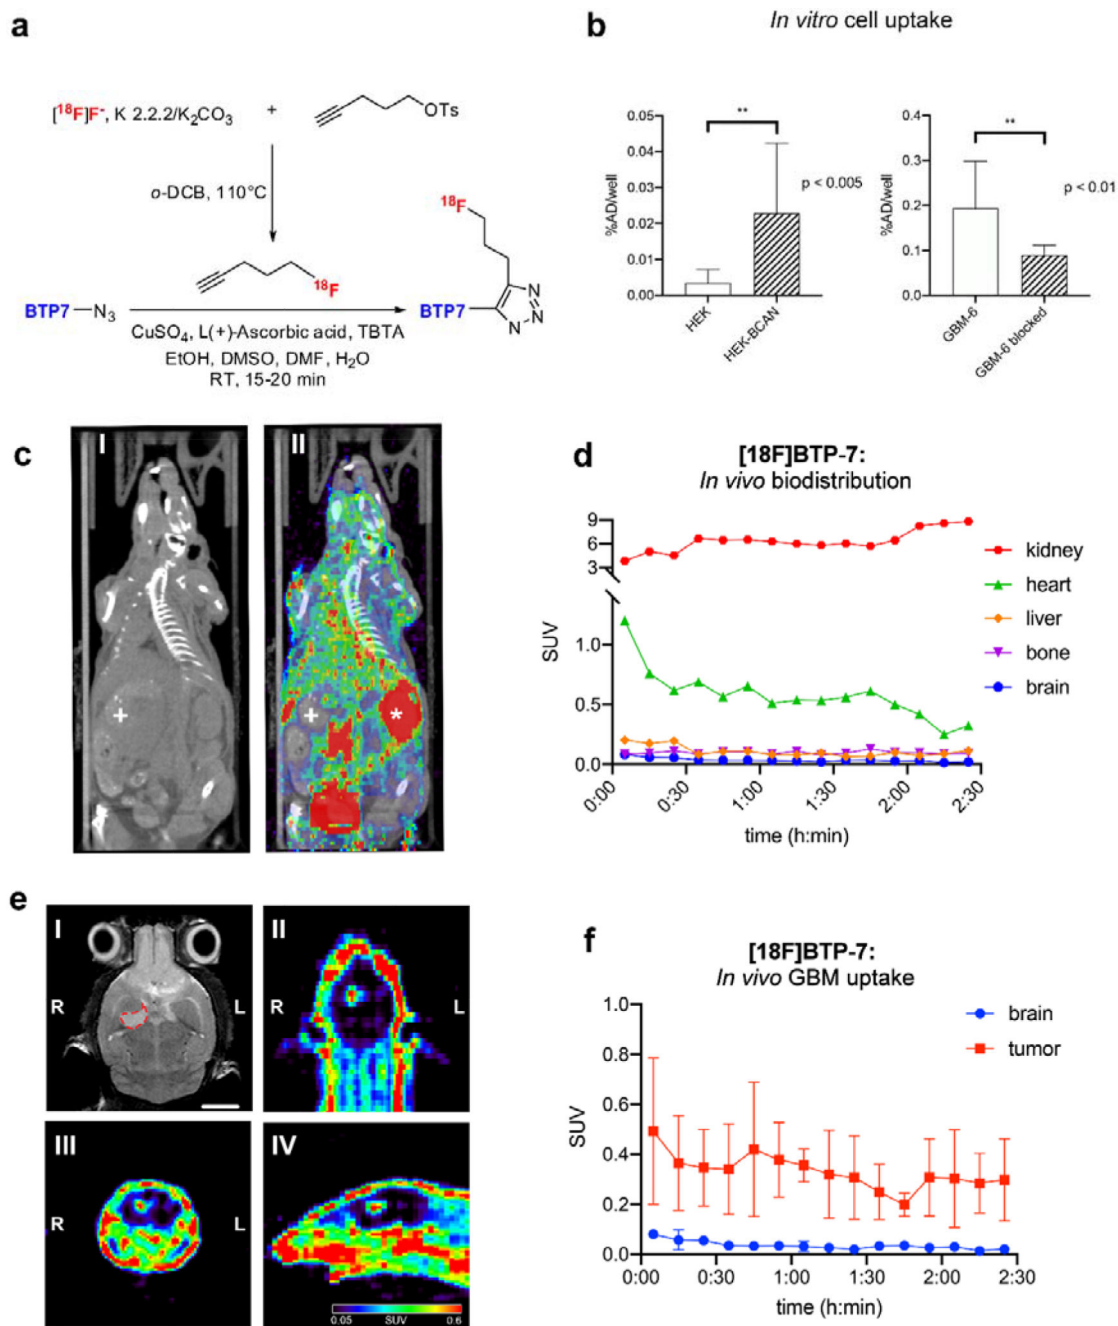 a
[18F]F-, K 2.2.2/K2CO3
+
OTs
o-DCB, 110°C
18F
18F
BTP7
N3
BTP7
N
N
N
CuSO4, L(+)-Ascorbic acid, TBTA
EtOH, DMSO, DMF, H2O
RT, 15-20 min
b
In vitro cell uptake
%AD/well
0.05
0.04
0.03
0.02
0.01
0.00
**
p < 0.005
HEK
HEK-BCAN
%AD/well
0.4
0.3
0.2
0.1
0.0
**
p < 0.01
GBM-6
GBM-6 blocked
c
I
+
II
+
*
d
[18F]BTP-7:
In vivo biodistribution
SUV
9
6
3
1.0
0.5
0.0
0:00
0:30
1:00
1:30
2:00
2:30
time (h:min)
kidney
heart
liver
bone
brain
e
I
R
L
II
R
L
III
R
L
IV
0.05
SUV
0.6
f
[18F]BTP-7:
In vivo GBM uptake
SUV
1.0
0.8
0.6
0.4
0.2
0.0
0:00
0:30
1:00
1:30
2:00
2:30
time (h:min)
brain
tumor